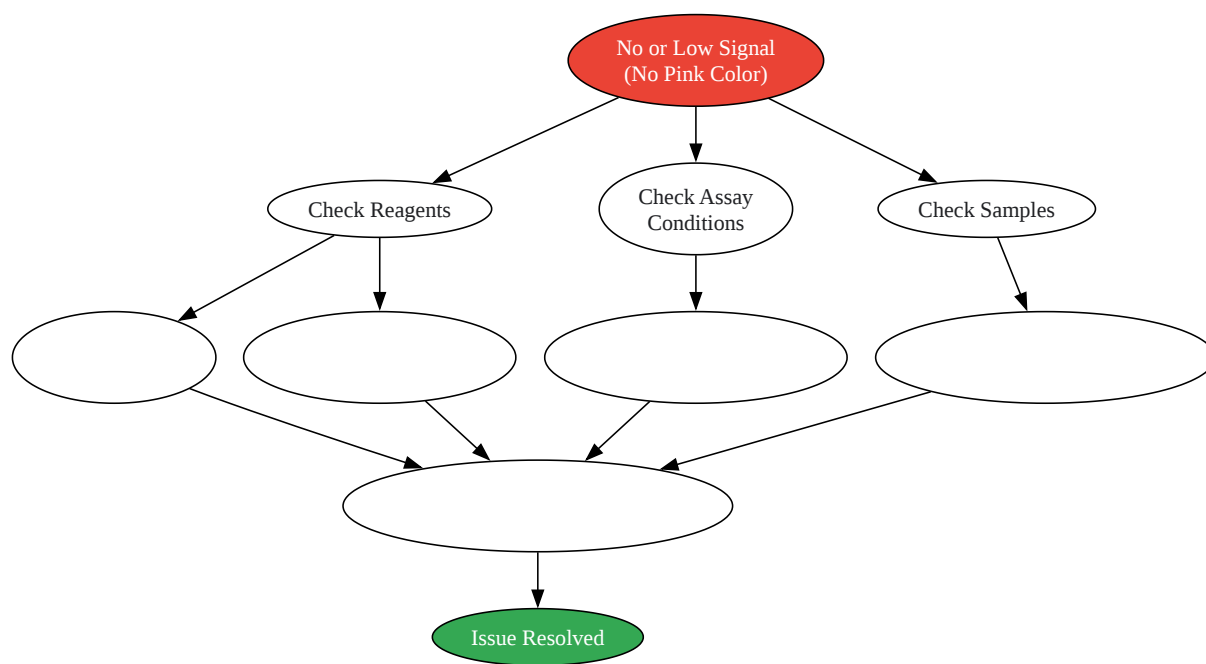 No or Low Signal
(No Pink Color)
Check Reagents
Check Assay
Conditions
Check Samples
Issue Resolved